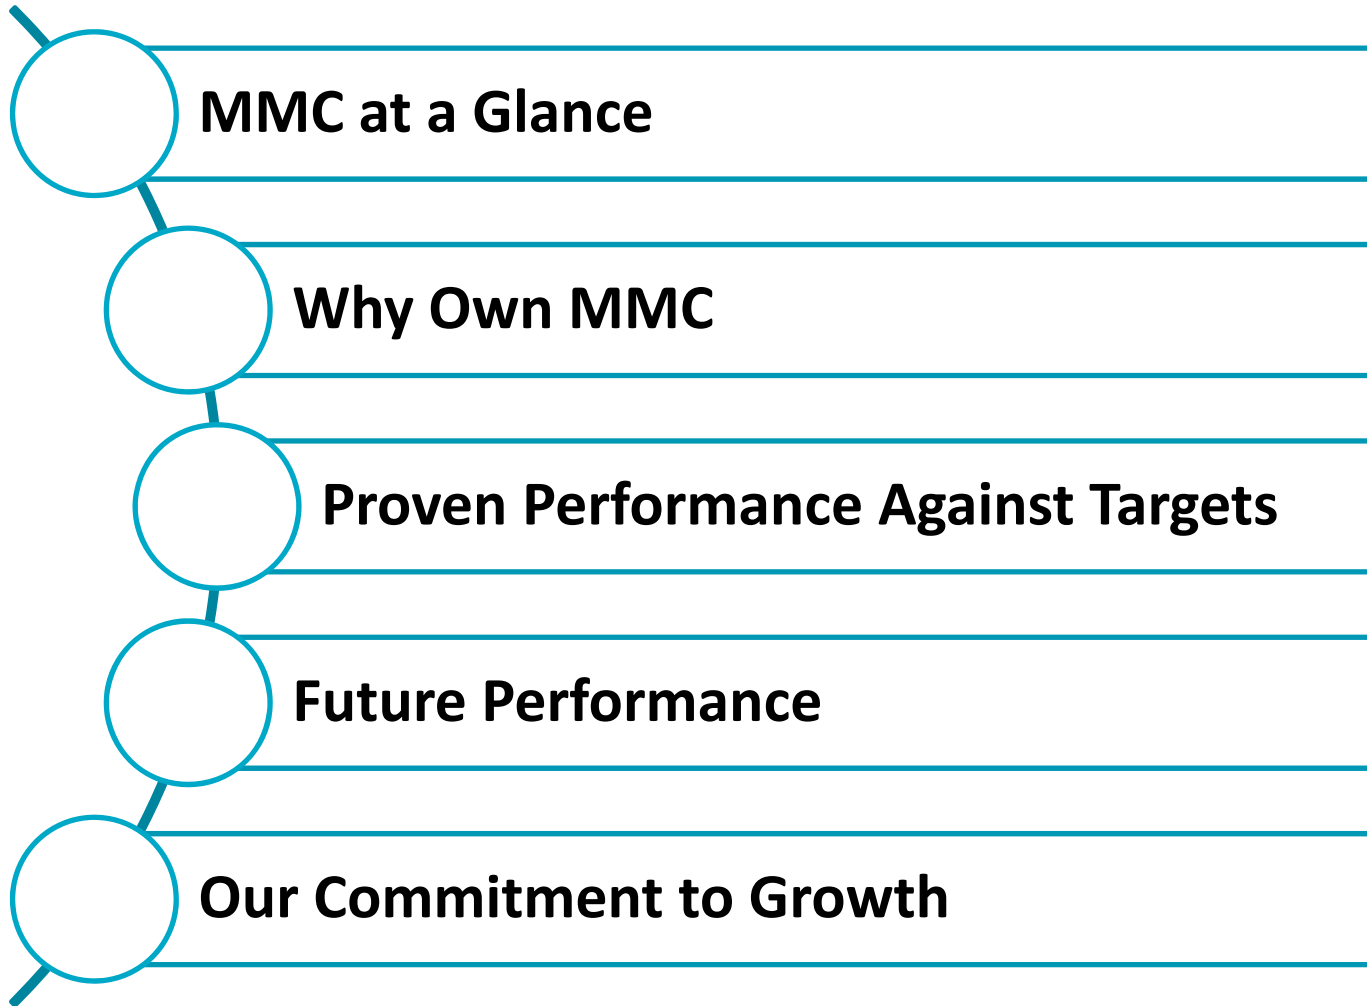 MMC at a Glance
Why Own MMC
Proven Performance Against Targets
Future Performance
Our Commitment to Growth